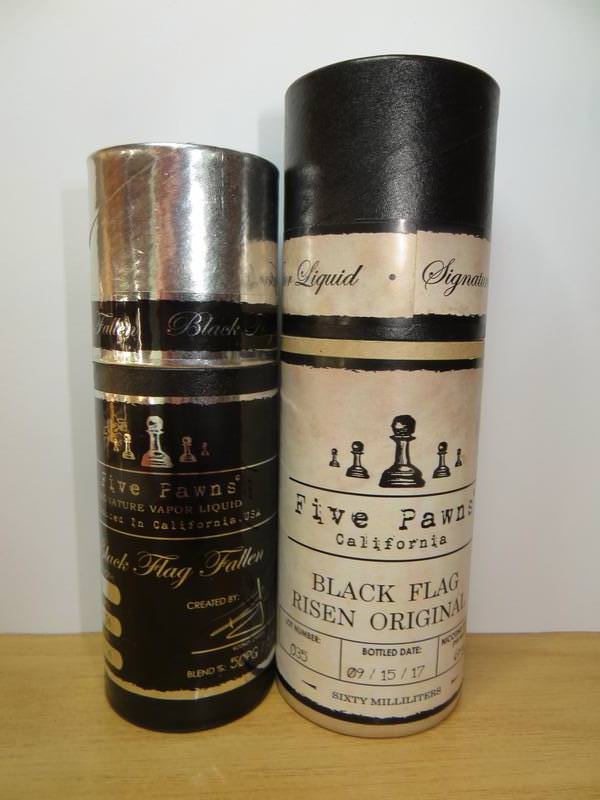 Fallen Black
Five Pawns
SIGNATURE VAPOR LIQUID
In California USA
Black Flag Fallen
CREATED BY:
BLEND %: 50PG
Liquid • Signature
Five Pawns
California
BLACK FLAG
RISEN ORIGINAL
LOT NUMBER:
035
BOTTLED DATE:
09 / 15 / 17
SIXTY MILLILITERS